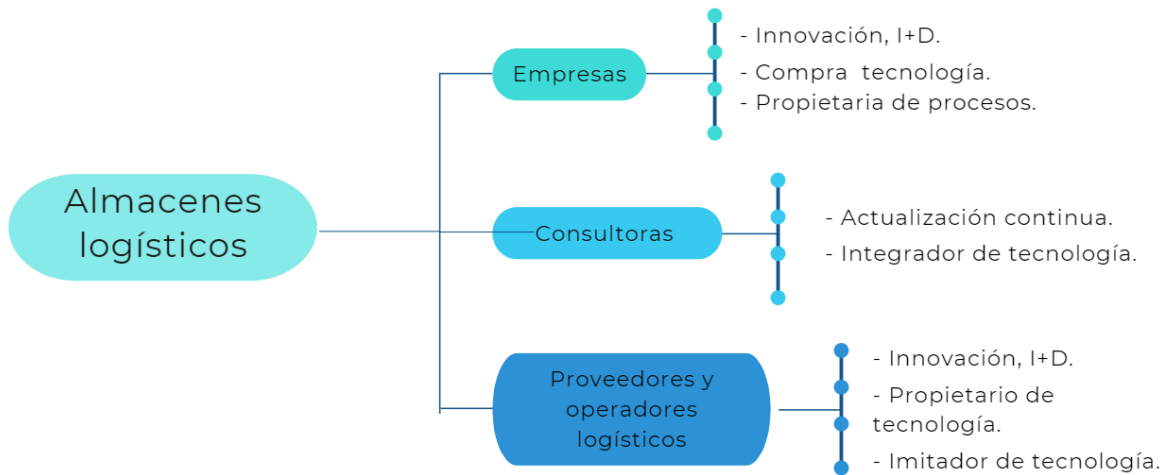 Almacenes
logísticos
Empresas
- Innovación, I+D.
- Compra tecnología.
- Propietaria de procesos.
Consultoras
- Actualización continua.
- Integrador de tecnología.
Proveedores y
operadores
logísticos
- Innovación, I+D.
- Propietario de
tecnología.
- Imitador de tecnología.